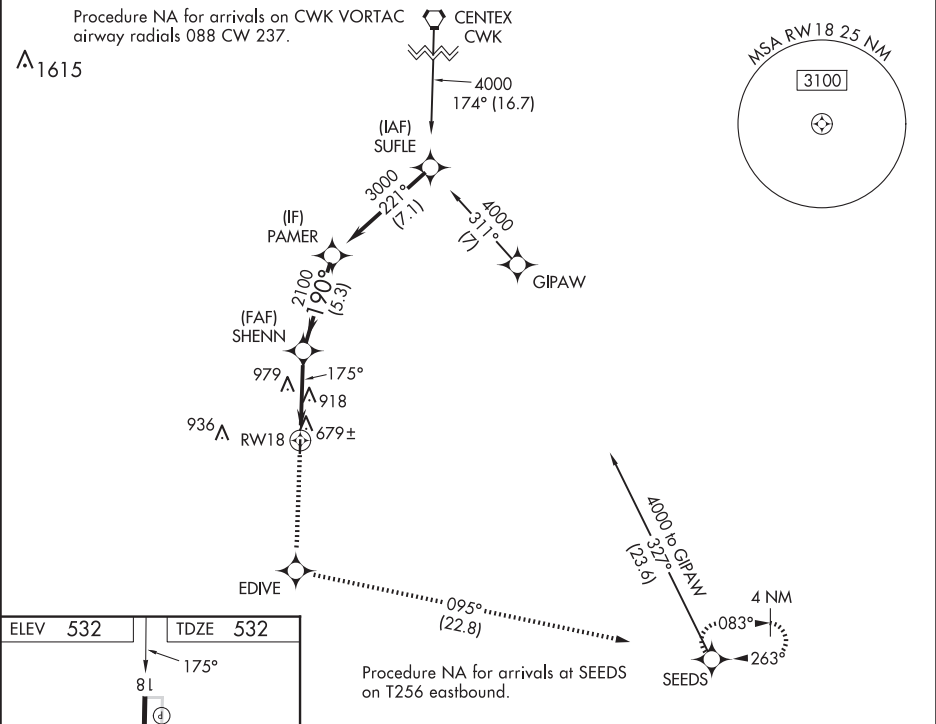 Procedure NA for arrivals on CWK VORTAC
airway radials 088 CW 237.
1615
CENTEX
CWK
4000
174° (16.7)
MSA RW18 25 NM
3100
(IAF)
SUFLE
3000
221°
(7.1)
4000
311°
(7)
GIPAW
(IF)
PAMER
2100
190°
(5.3)
(FAF)
SHENN
979
175°
918
936
RW18
679±
EDIVE
095°
(22.8)
4000 to GIPAW
327°
(23.6)
4 NM
083°
263°
SEEDS
Procedure NA for arrivals at SEEDS
on T256 eastbound.
ELEV 532
TDZE 532
175°
18
P